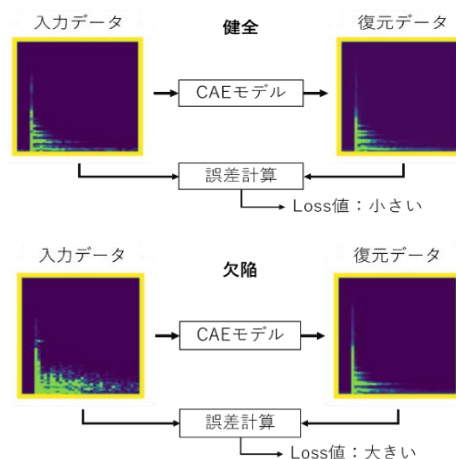 入力データ
健全
復元データ
CAEモデル
誤差計算
Loss値：小さい
入力データ
欠陥
復元データ
CAEモデル
誤差計算
Loss値：大きい